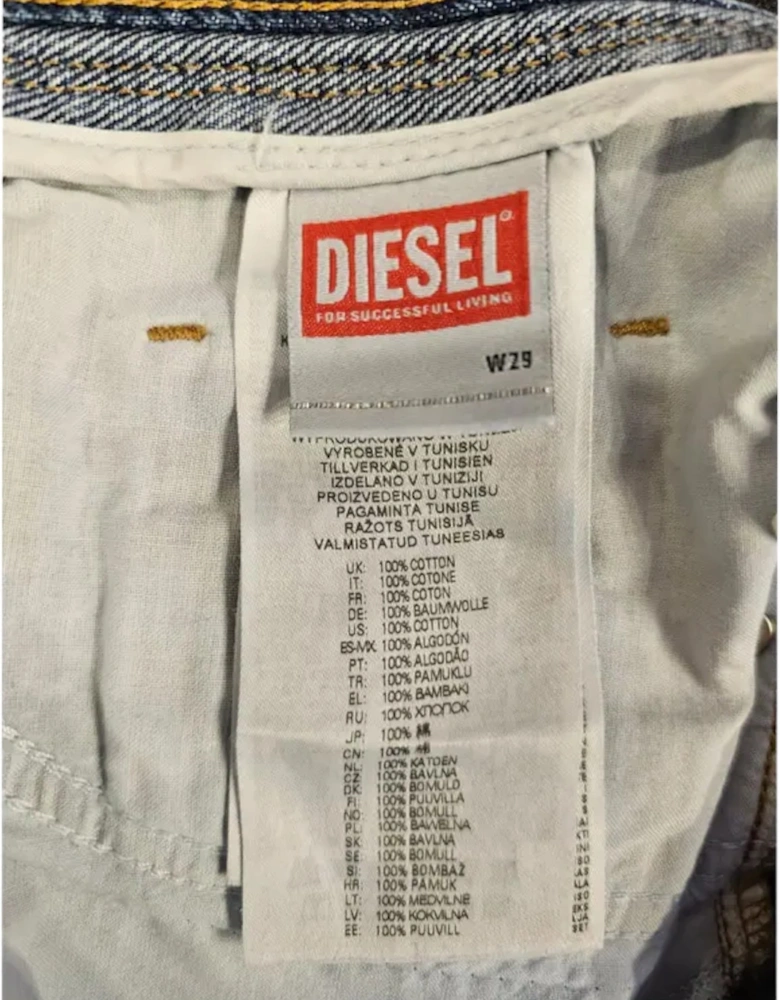 DIESEL
FOR SUCCESSFUL LIVING
W29
VYROBENÉ V TUNISKU
TILLVERKAD I TUNISIEN
IZDELANO V TUNIZIJI
PROIZVEDENO U TUNISU
PAGAMINTA TUNISE
RAŽOTS TUNISIJĀ
VALMISTATUD TUNEESIAS
UK: 100% COTTON
IT: 100% COTONE
FR: 100% COTON
DE: 100% BAUMWOLLE
US: 100% COTTON
ES-MX: 100% ALGODÓN
PT: 100% ALGODÃO
TR: 100% PAMUKLU
EL: 100% BAMBAKI
RU: 100% ХЛОПОК
JP: 100% 綿
CN: 100% 棉
NL: 100% KATOEN
CZ: 100% BAVLNA
DK: 100% BOMULD
FI: 100% PUUVILLA
NO: 100% BOMULL
PL: 100% BAWEŁNA
SK: 100% BAVLNA
SE: 100% BOMULL
SI: 100% BOMBAŽ
HR: 100% PAMUK
LT: 100% MEDVILNE
LV: 100% KOKVILNA
EE: 100% PUUVILL